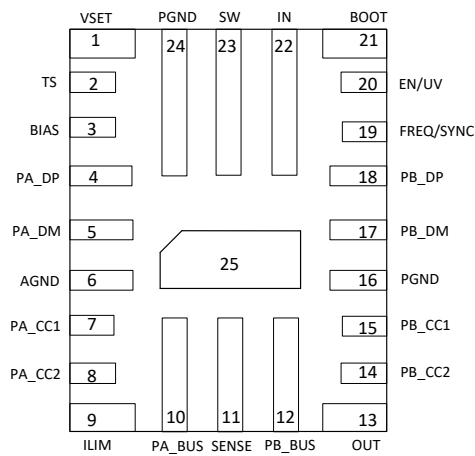 VSET PGND SW IN BOOT
1 24 23 22 21
TS 2 20 EN/UV
BIAS 3 19 FREQ/SYNC
PA_DP 4 18 PB_DP
PA_DM 5 17 PB_DM
25
AGND 6 16 PGND
PA_CC1 7 15 PB_CC1
PA_CC2 8 14 PB_CC2
9 10 11 12 13
ILIM PA_BUS SENSE PB_BUS OUT